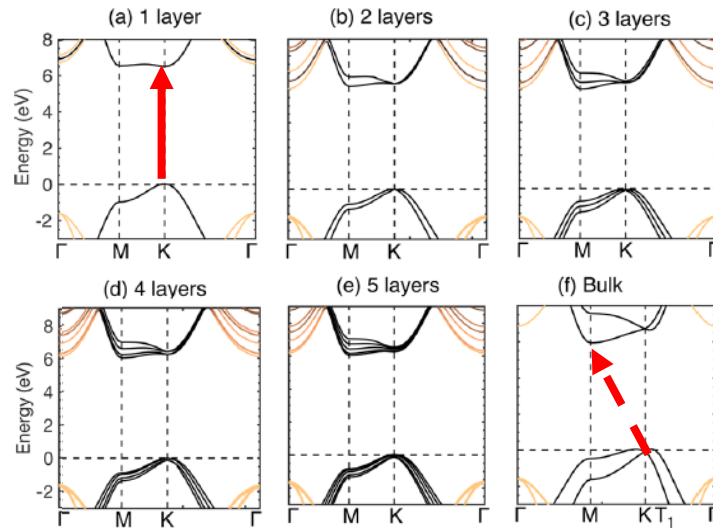 (a) 1 layer
(b) 2 layers
(c) 3 layers
Energy (eV)
8
6
4
2
0
-2
Γ M K Γ
Γ M K Γ
Γ M K Γ
(d) 4 layers
(e) 5 layers
(f) Bulk
Energy (eV)
8
6
4
2
0
-2
Γ M K Γ
Γ M K Γ
M K T₁ Γ